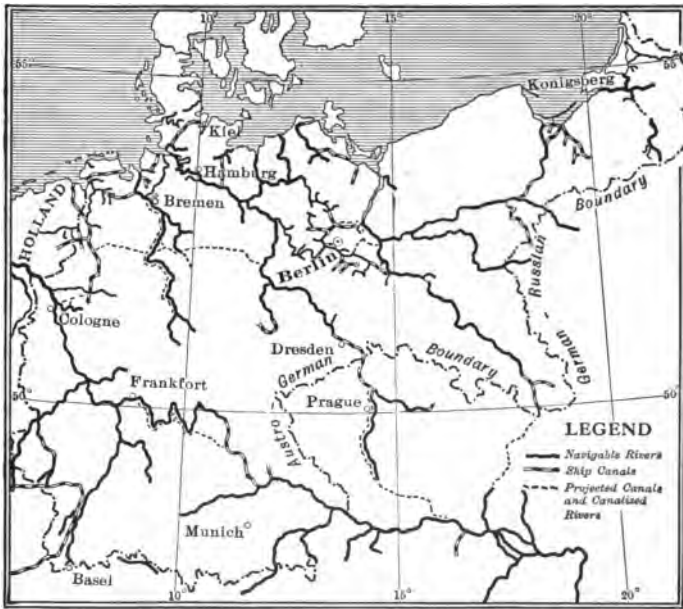 10°
15°
20°
55°
55°
Konigsberg
Kiel
Hamburg
Bremen
HOLLAND
Boundary
Berlin
Russian
German
Cologne
Dresden
German
Boundary
Frankfort
50°
50°
Prague
Austro
LEGEND
Navigable Rivers
Ship Canals
Projected Canals
and Canalised
Rivers
Munich
Basel
10°
15°
20°